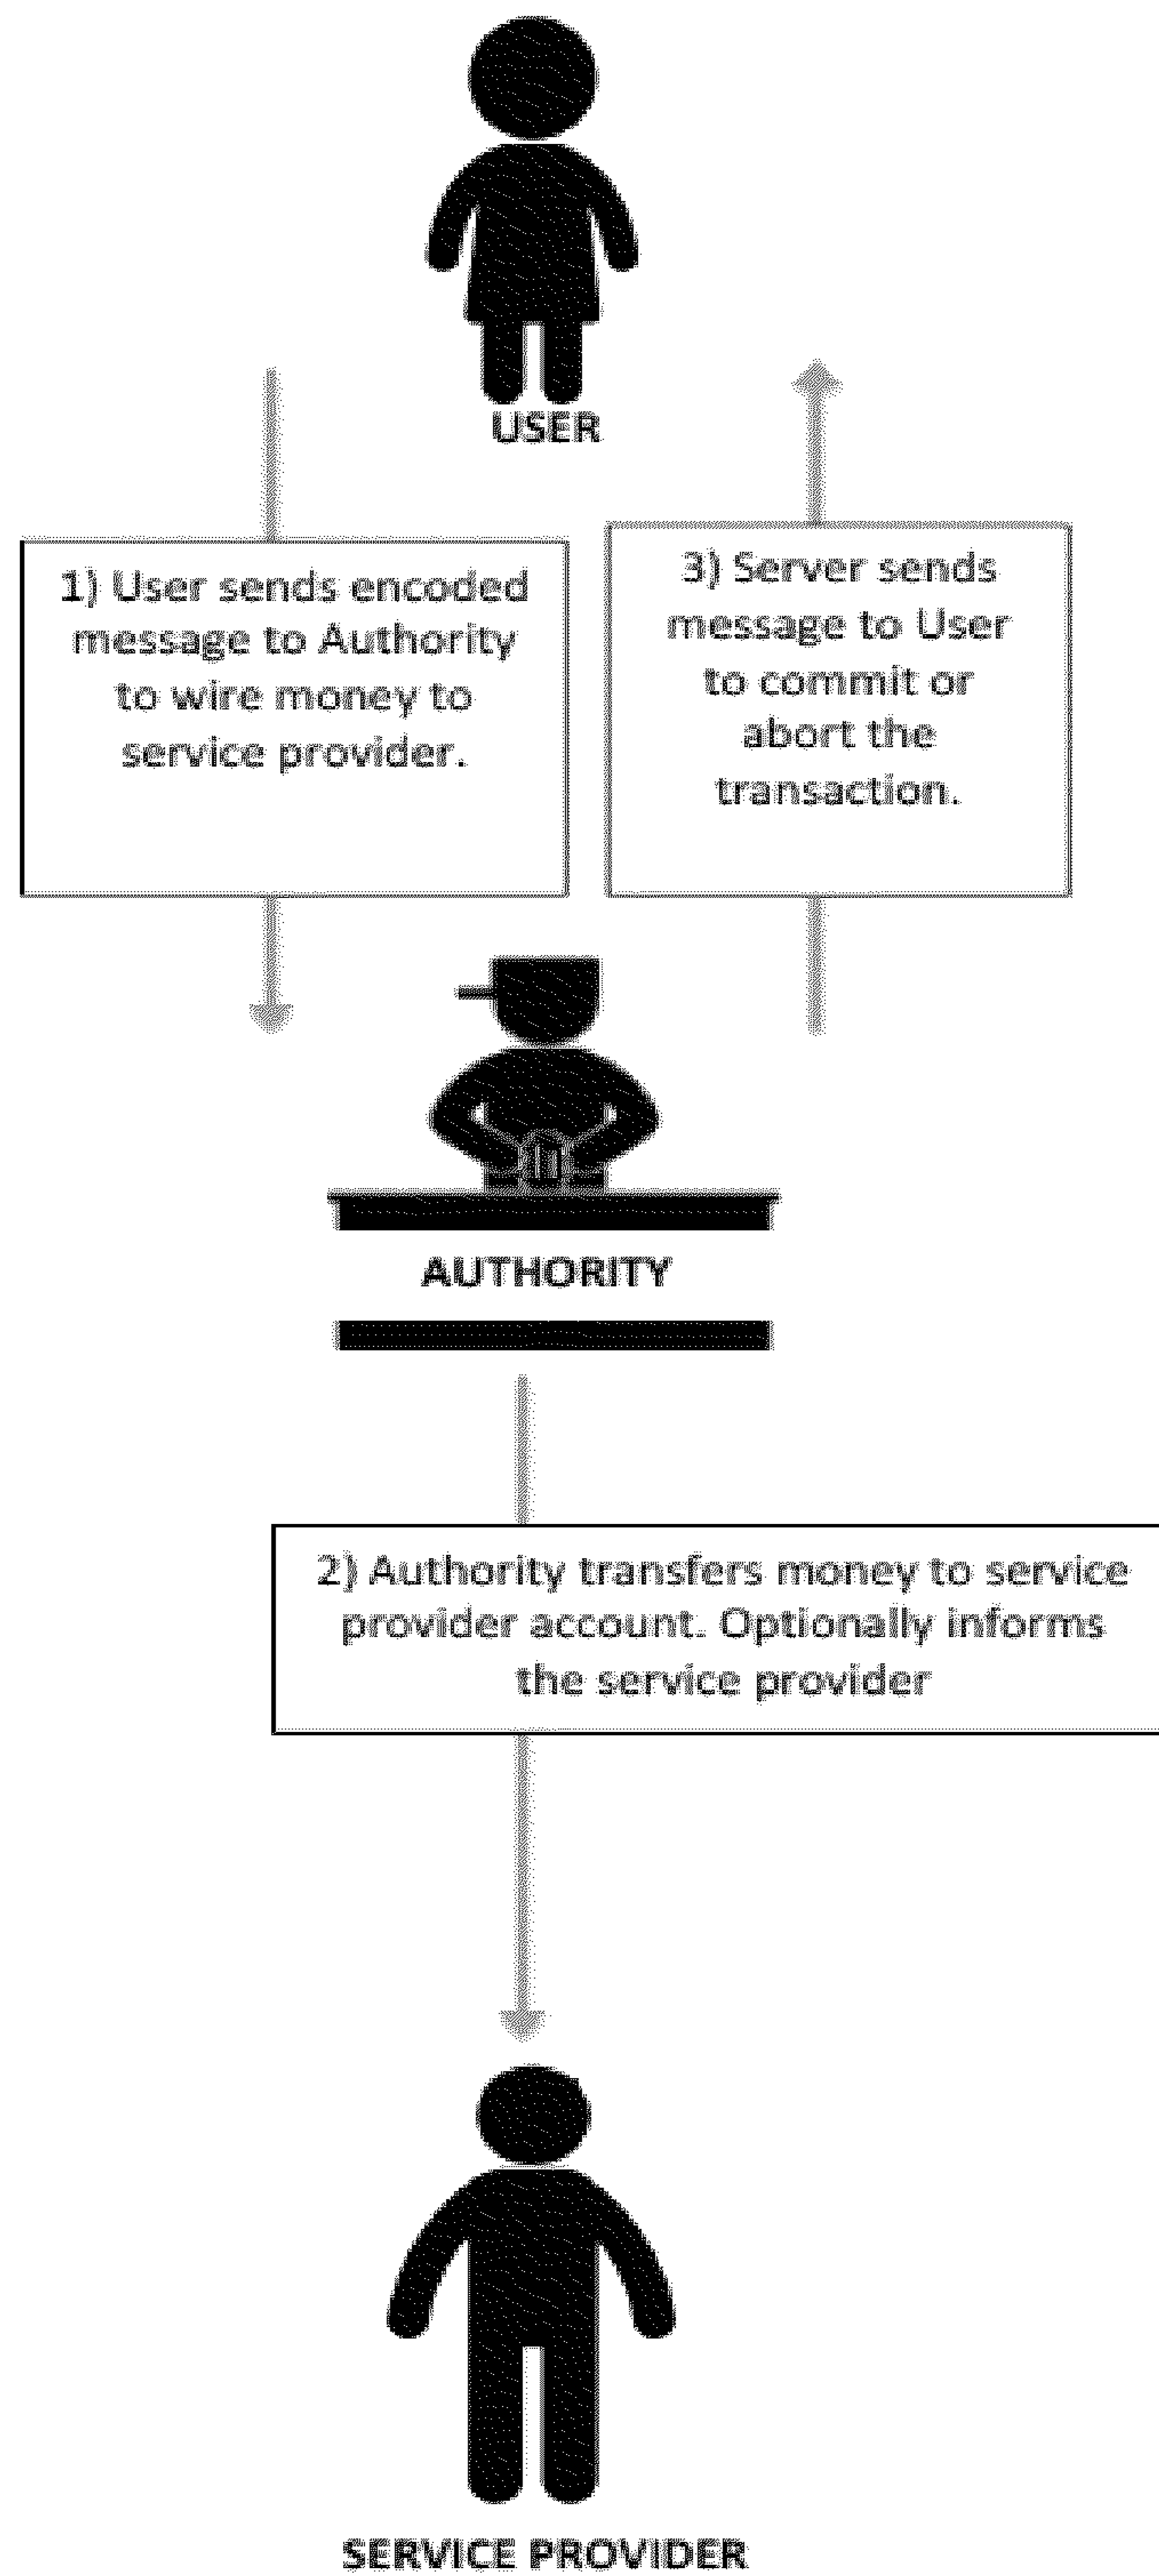 USER
1) User sends encoded
message to Authority
to wire money to
service provider.
3) Server sends
message to User
to commit or
abort the
transaction.
AUTHORITY
2) Authority transfers money to service
provider account. Optionally informs
the service provider
SERVICE PROVIDER